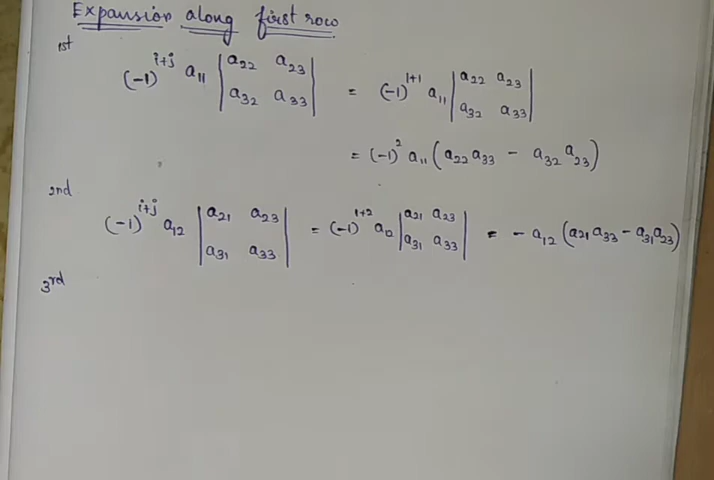 Expansion along first row
1st
(-1)^{i+j} a₁₁ | a₂₂ a₂₃ | = (-1)^{1+1} a₁₁ | a₂₂ a₂₃ |
| a₃₂ a₃₃ | | a₃₂ a₃₃ |
= (-1)² a₁₁ (a₂₂ a₃₃ - a₃₂ a₂₃)
2nd
(-1)^{i+j} a₁₂ | a₂₁ a₂₃ | = (-1)^{1+2} a₁₂ | a₂₁ a₂₃ | = - a₁₂ (a₂₁ a₃₃ - a₃₁ a₂₃)
| a₃₁ a₃₃ | | a₃₁ a₃₃ |
3rd